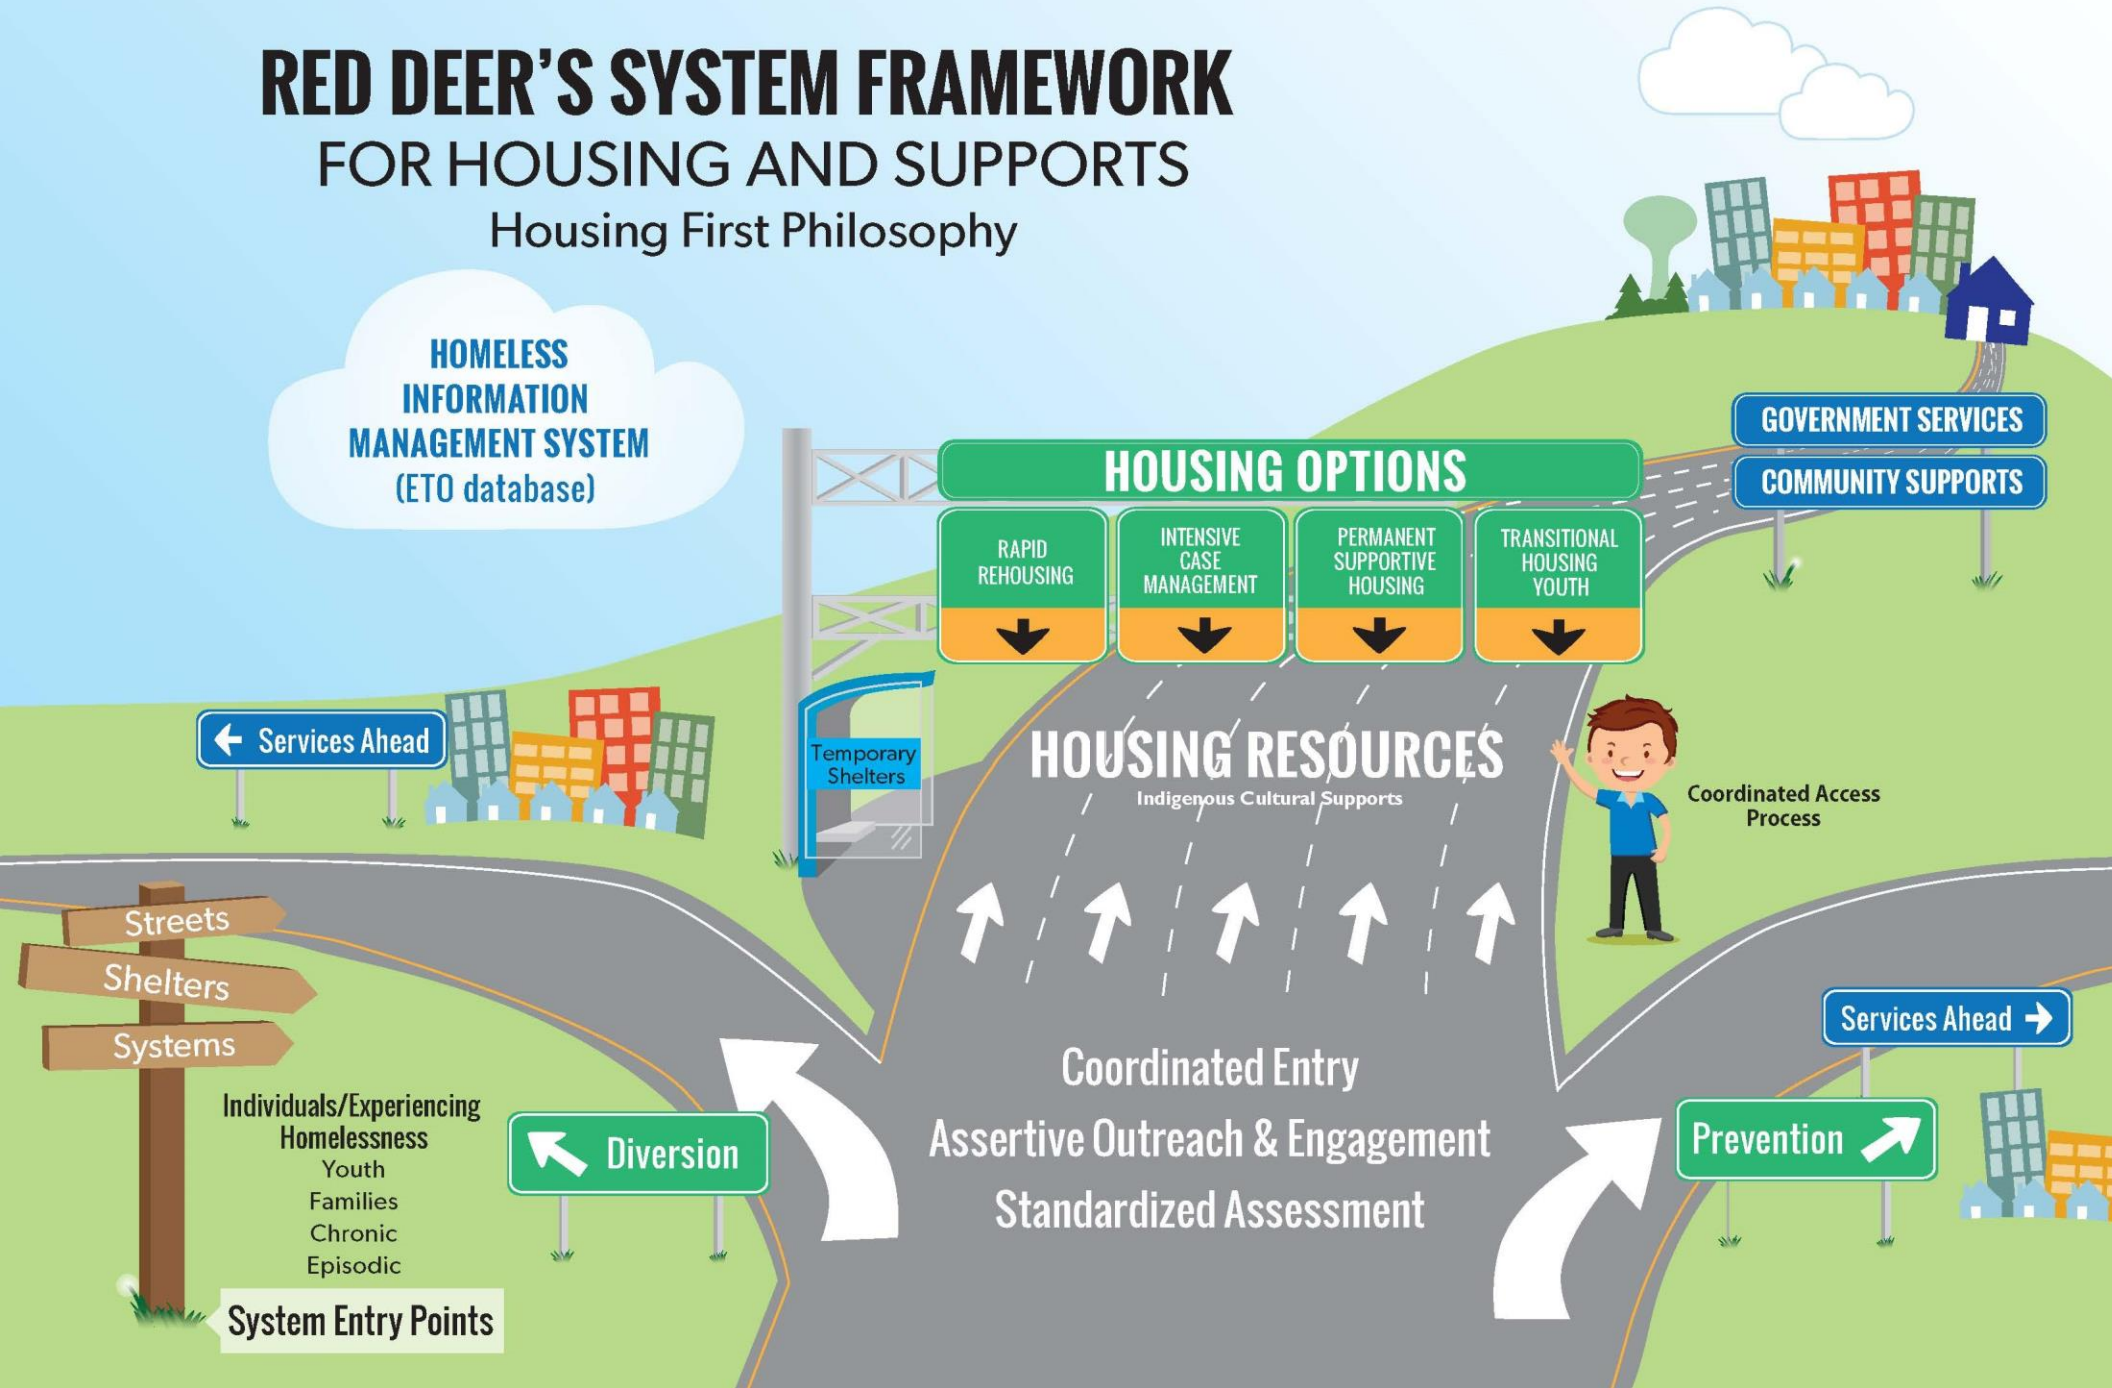 RED DEER'S SYSTEM FRAMEWORK
FOR HOUSING AND SUPPORTS
Housing First Philosophy
HOMELESS
INFORMATION
MANAGEMENT SYSTEM
(ETO database)
GOVERNMENT SERVICES
COMMUNITY SUPPORTS
HOUSING OPTIONS
RAPID
REHOUSING
INTENSIVE
CASE
MANAGEMENT
PERMANENT
SUPPORTIVE
HOUSING
TRANSITIONAL
HOUSING
YOUTH
Services Ahead
Temporary
Shelters
HOUSING RESOURCES
Indigenous Cultural Supports
Coordinated Access
Process
Streets
Shelters
Systems
Individuals/Experiencing
Homelessness
Youth
Families
Chronic
Episodic
System Entry Points
Diversion
Coordinated Entry
Assertive Outreach & Engagement
Standardized Assessment
Services Ahead
Prevention